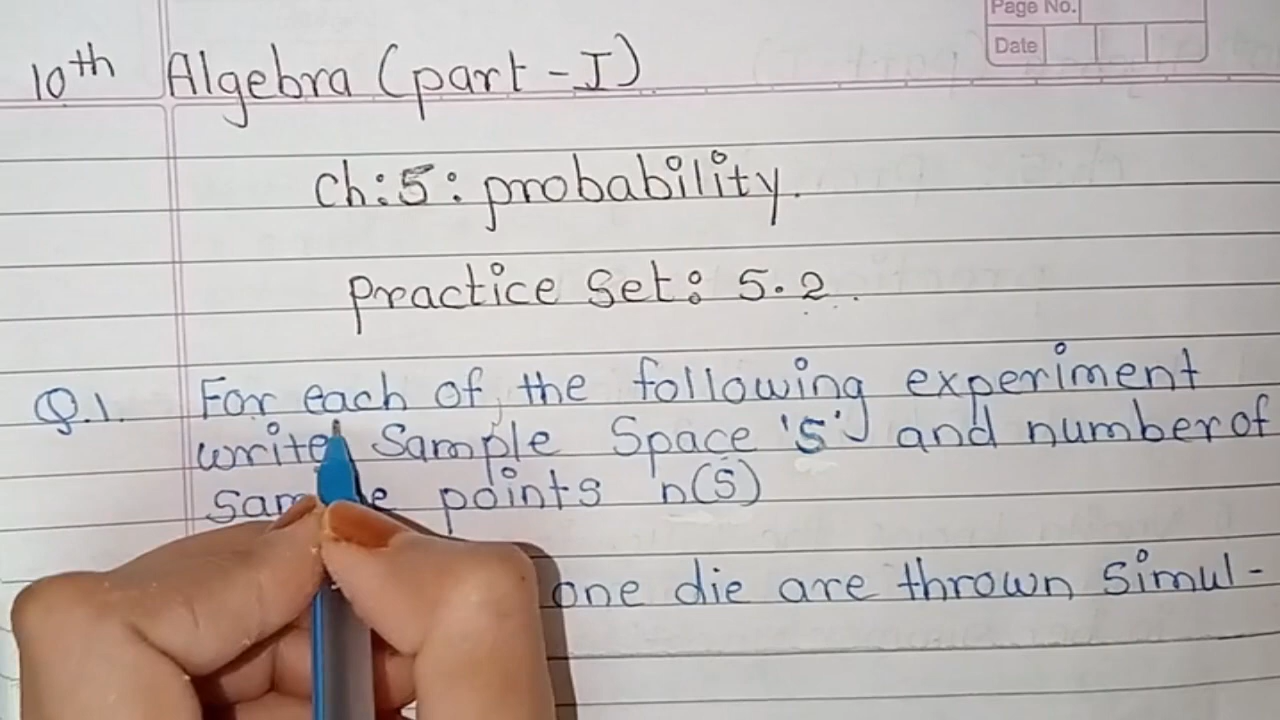 Page No.
Date
10th Algebra (part - I)
Ch: 5: probability.
practice Set: 5.2.
Q.1. For each of the following experiment
write Sample Space 'S' and number of
points n(S)
one die are thrown Simul-